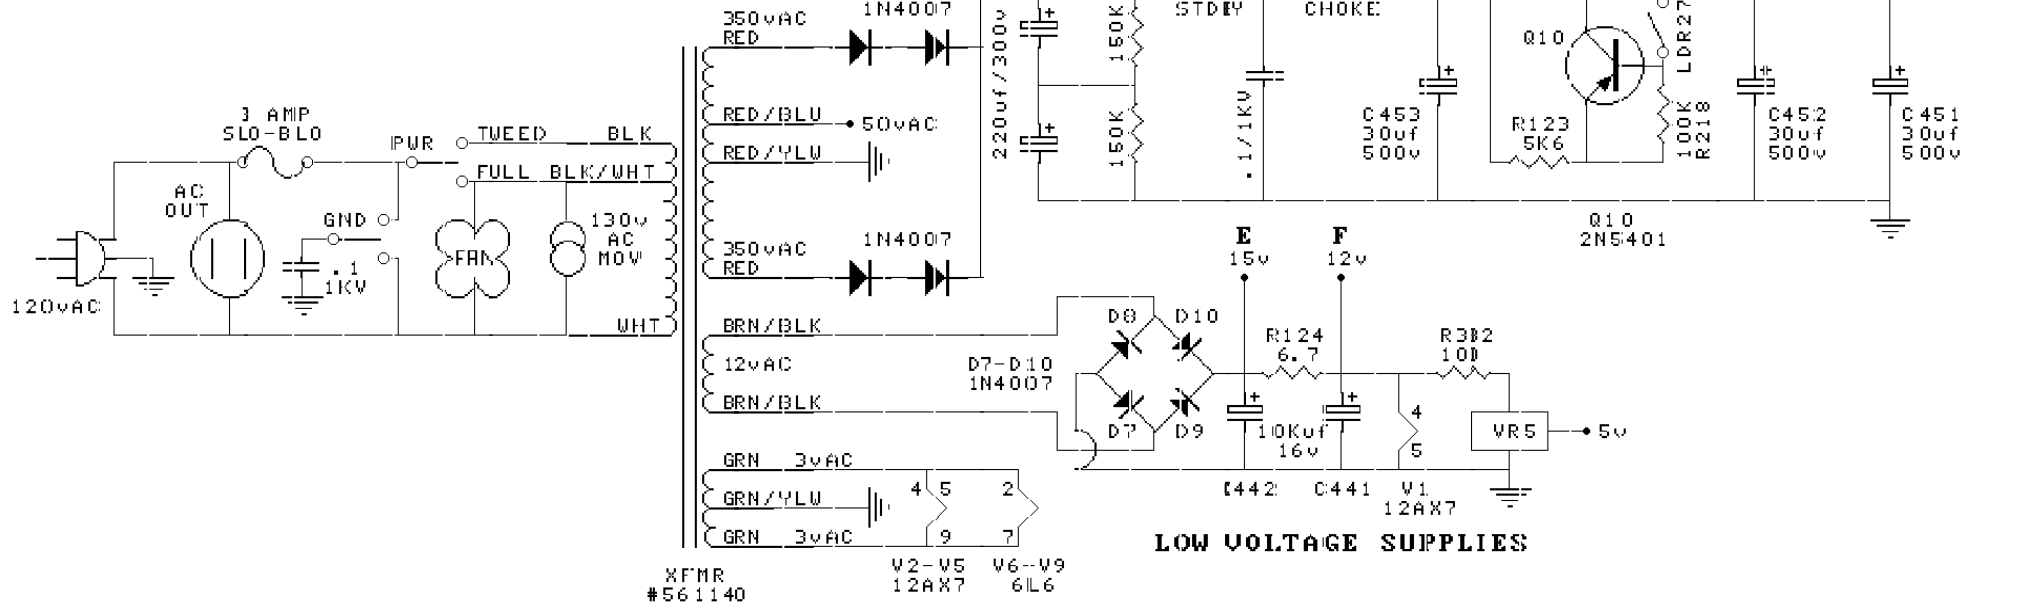 350vAC
RED
1N4007
220uf/300v
150K
150K
STDBY
CHOKE
.1/1KV
Q10
LDR27
100K
R218
R123
5K6
C453
30uf
500v
C452
30uf
500v
C451
30uf
500v
Q10
2N5401
3 AMP
SLO-BLO
PWR
TWEED
BLK
FULL
BLK/WHT
AC
OUT
GND
.1
1KV
FAN
130v
AC
MOV
120vAC
WHT
RED/BLU
50vAC
RED/YLW
350vAC
RED
1N4007
BRN/BLK
12vAC
BRN/BLK
D7-D10
1N4007
D8
D10
D7
D9
E
15v
F
12v
R124
6.7
10Kuf
16v
C442
C441
4
5
V1
12AX7
VR5
5v
GRN
3vAC
GRN/YLW
GRN
3vAC
4
5
9
2
7
V2-V5
12AX7
V6--V9
6L6
XFMR
#561140
LOW VOLTAGE SUPPLIES